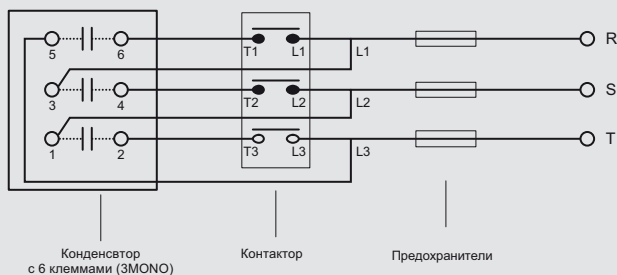 5 6 T1 L1 L1 R
3 4 T2 L2 L2 S
1 2 T3 L3 L3 T
Конденсвтор Контактор Предохранители
с 6 клеммами (3MONO)